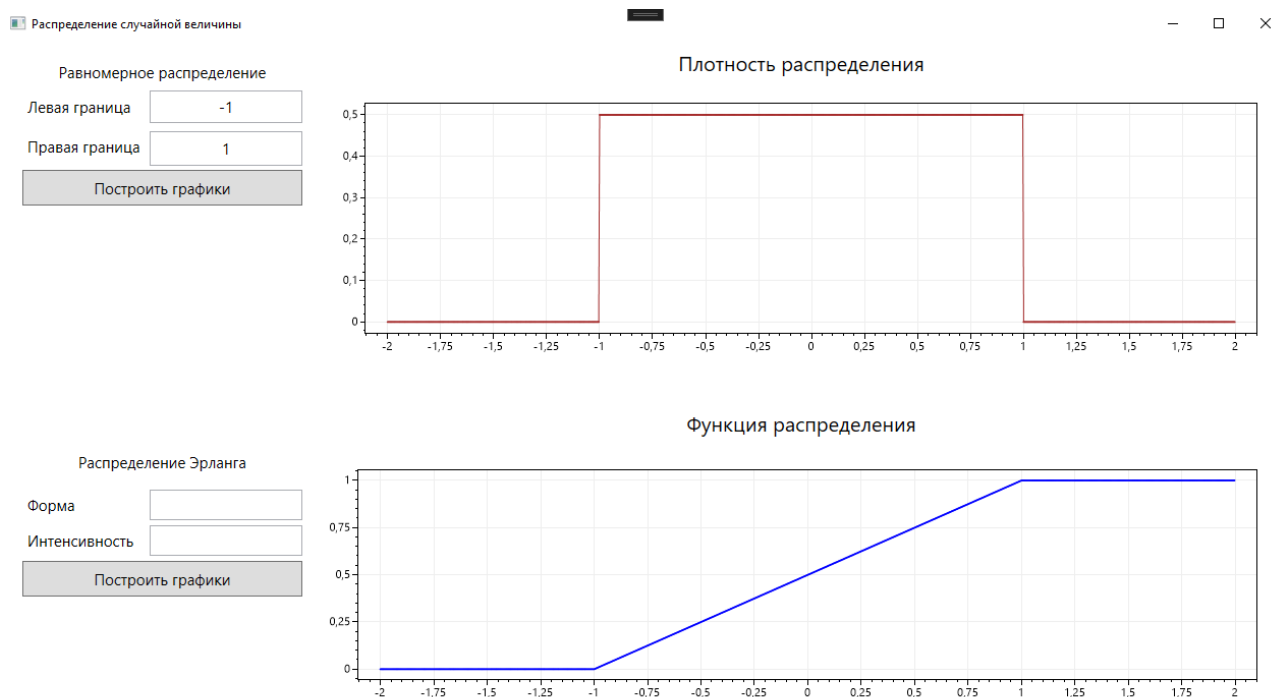 Распределение случайной величины
Равномерное распределение
Левая граница -1
Правая граница 1
Построить графики
Плотность распределения
0,5
0,4
0,3
0,2
0,1
0
-2 -1,75 -1,5 -1,25 -1 -0,75 -0,5 -0,25 0 0,25 0,5 0,75 1 1,25 1,5 1,75 2
Распределение Эрланга
Форма
Интенсивность
Построить графики
Функция распределения
1
0,75
0,5
0,25
0
-2 -1,75 -1,5 -1,25 -1 -0,75 -0,5 -0,25 0 0,25 0,5 0,75 1 1,25 1,5 1,75 2